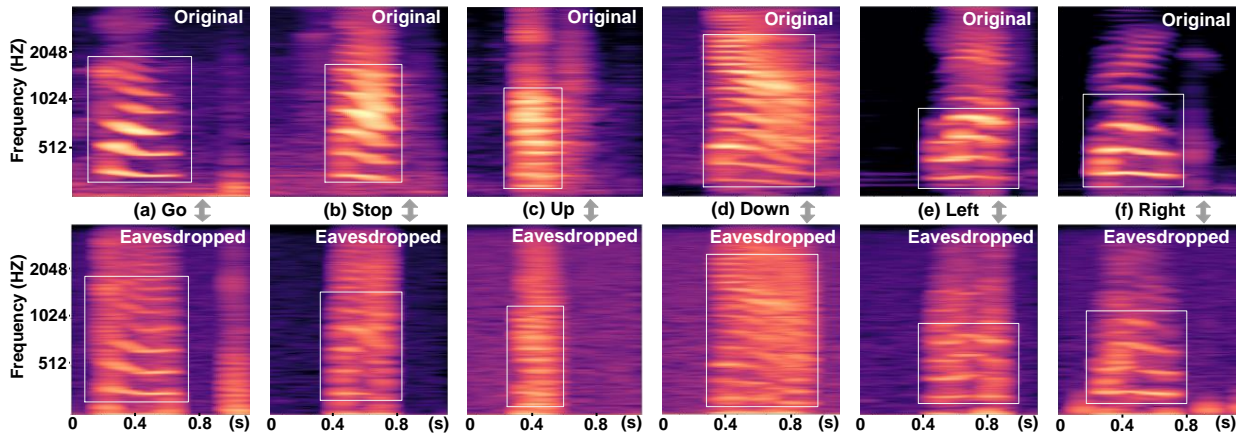 Original Original Original Original Original Original
Frequency (HZ)
2048
1024
512
(a) Go (b) Stop (c) Up (d) Down (e) Left (f) Right
Eavesdropped Eavesdropped Eavesdropped Eavesdropped Eavesdropped Eavesdropped
Frequency (HZ)
2048
1024
512
0 0.4 0.8 (s) 0 0.4 0.8 (s) 0 0.4 0.8 (s) 0 0.4 0.8 (s) 0 0.4 0.8 (s) 0 0.4 0.8 (s)